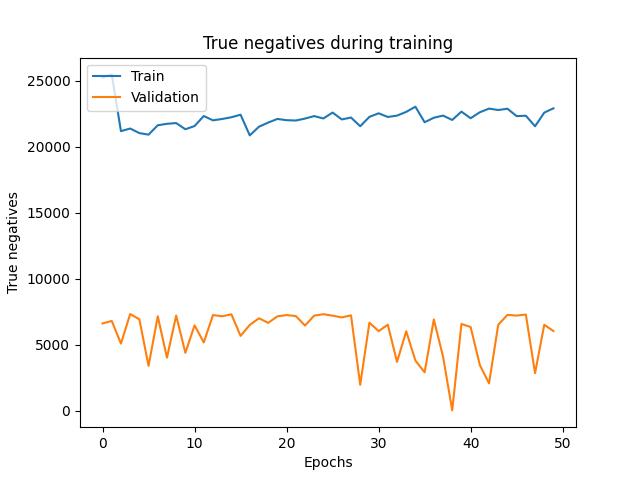 True negatives during training
Train
Validation
True negatives
25000
20000
15000
10000
5000
0
0 10 20 30 40 50
Epochs